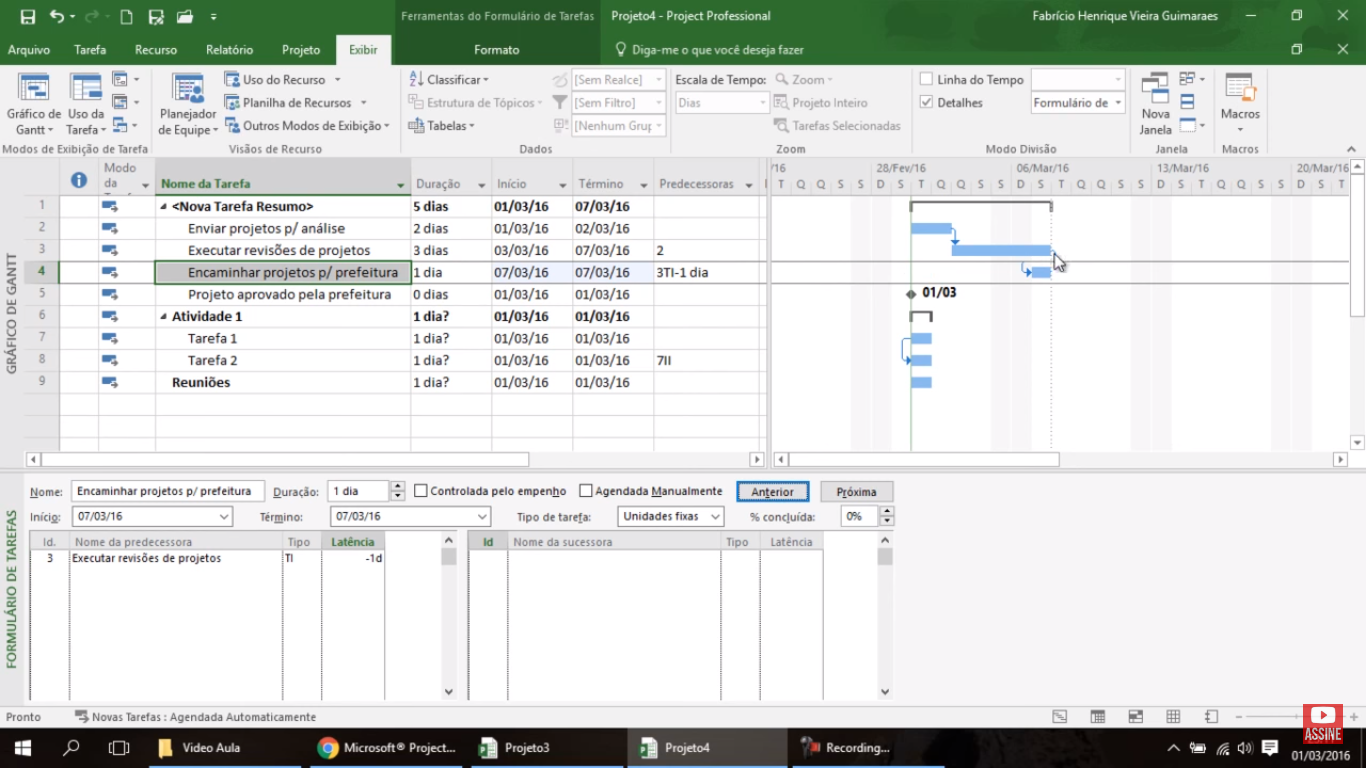 Ferramentas do Formulário de Tarefas
Projeto4 - Project Professional
Fabrício Henrique Vieira Guimaraes
Arquivo Tarefa Recurso Relatório Projeto Exibir Formato Diga-me o que você deseja fazer
Gráfico de Gantt
Uso da Tarefa
Modos de Exibição de Tarefa
Planejador de Equipe
Uso do Recurso
Planilha de Recursos
Outros Modos de Exibição
Visões de Recurso
Classificar
Estrutura de Tópicos
Tabelas
[Sem Realce]
[Sem Filtro]
[Nenhum Grup
Dados
Escala de Tempo:
Dias
Zoom
Projeto Inteiro
Tarefas Selecionadas
Zoom
Linha do Tempo
Detalhes
Formulário de
Modo Divisão
Nova Janela
Janela
Macros
Macros
Modo da Nome da Tarefa Duração Início Término Predecessoras
/16 28/Fev/16 06/Mar/16 13/Mar/16 20/Mar/16
T Q Q S S D S T Q Q S S D S T Q Q S S D S T Q Q S S D S T
1 <Nova Tarefa Resumo> 5 dias 01/03/16 07/03/16
2 Enviar projetos p/ análise 2 dias 01/03/16 02/03/16
3 Executar revisões de projetos 3 dias 03/03/16 07/03/16 2
4 Encaminhar projetos p/ prefeitura 1 dia 07/03/16 07/03/16 3TI-1 dia
5 Projeto aprovado pela prefeitura 0 dias 01/03/16 01/03/16
01/03
6 Atividade 1 1 dia? 01/03/16 01/03/16
7 Tarefa 1 1 dia? 01/03/16 01/03/16
8 Tarefa 2 1 dia? 01/03/16 01/03/16 7II
9 Reuniões 1 dia? 01/03/16 01/03/16
GRÁFICO DE GANTT
Nome: Encaminhar projetos p/ prefeitura Duração: 1 dia Controlada pelo empenho Agendada Manualmente Anterior Próxima
Início: 07/03/16 Término: 07/03/16 Tipo de tarefa: Unidades fixas % concluída: 0%
Id. Nome da predecessora Tipo Latência Id Nome da sucessora Tipo Latência
3 Executar revisões de projetos TI -1d
FORMULÁRIO DE TAREFAS
Pronto Novas Tarefas : Agendada Automaticamente
ASSINE
Video Aula Microsoft® Project... Projeto3 Projeto4 Recording...
01/03/2016